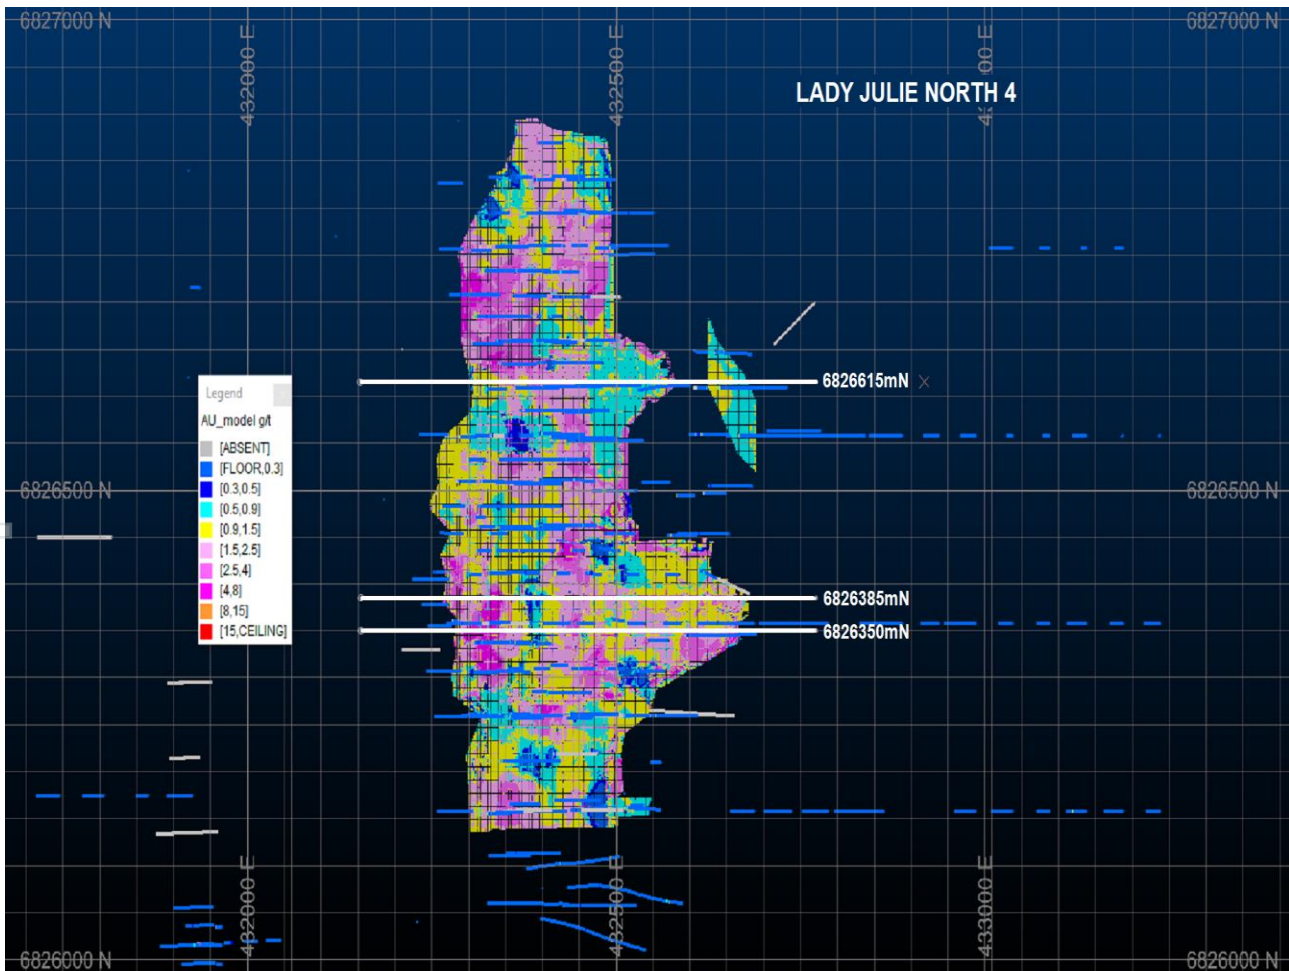 6827000 N
6827000 N
432000 E
432500 E
LADY JULIE NORTH 4
6826615mN
Legend
AU_model g/t
[ABSENT]
[FLOOR,0.3]
[0.3,0.5]
[0.5,0.9]
[0.9,1.5]
[1.5,2.5]
[2.5,4]
[4,8]
[8,15]
[15,CEILING]
6826500 N
6826500 N
6826385mN
6826350mN
432000 E
432500 E
433000 E
6826000 N
6826000 N